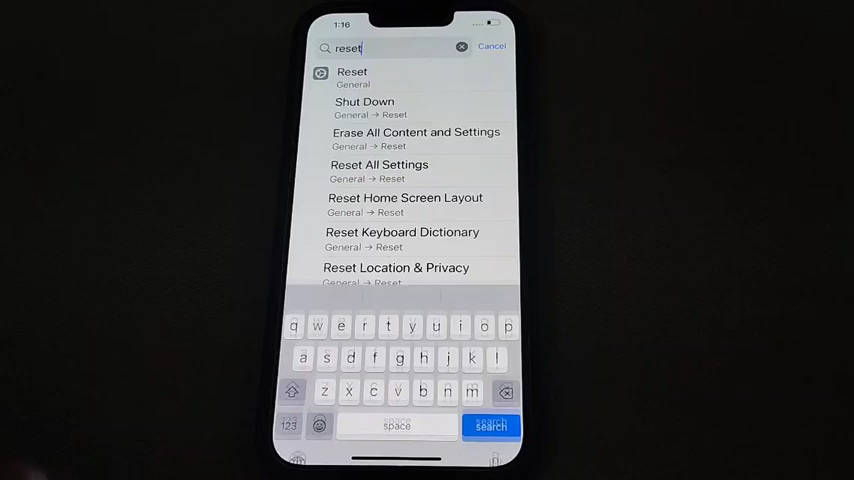 1:16
reset
Cancel
Reset
General
Shut Down
General → Reset
Erase All Content and Settings
General → Reset
Reset All Settings
General → Reset
Reset Home Screen Layout
General → Reset
Reset Keyboard Dictionary
General → Reset
Reset Location & Privacy
General → Reset
q w e r t y u i o p
a s d f g h j k l
z x c v b n m
123 space search